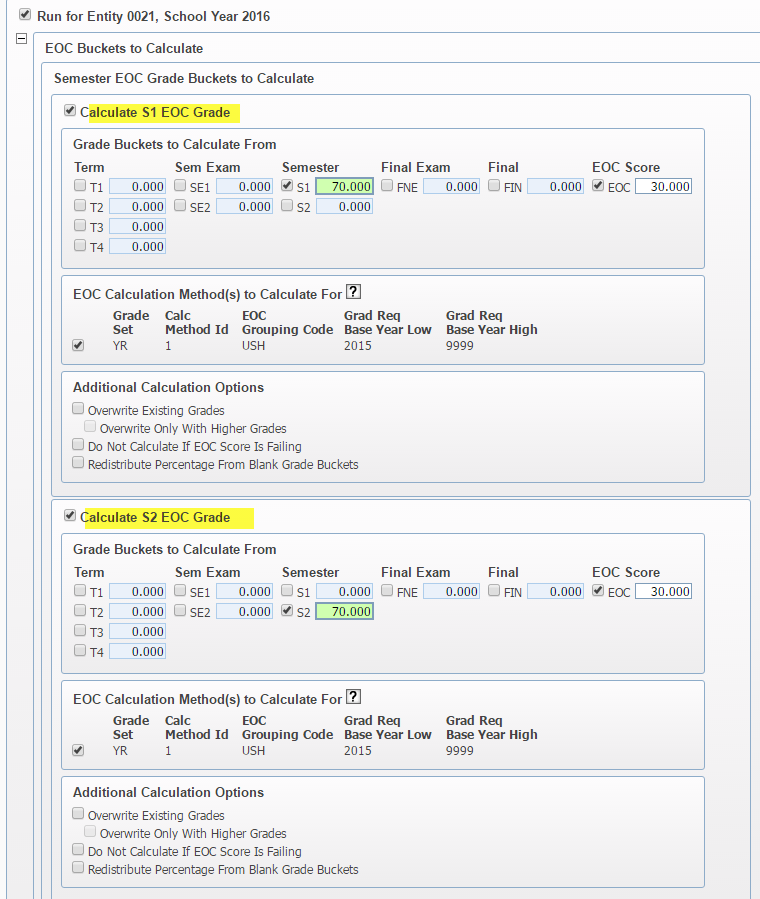 Run for Entity 0021, School Year 2016
EOC Buckets to Calculate
Semester EOC Grade Buckets to Calculate
Calculate S1 EOC Grade
Grade Buckets to Calculate From
Term Sem Exam Semester Final Exam Final EOC Score
T1 0.000 SE1 0.000 S1 70.000 FNE 0.000 FIN 0.000 EOC 30.000
T2 0.000 SE2 0.000 S2 0.000
T3 0.000
T4 0.000
EOC Calculation Method(s) to Calculate For ?
Grade Calc EOC Grad Req Grad Req
Set Method Id Grouping Code Base Year Low Base Year High
YR 1 USH 2015 9999
Additional Calculation Options
Overwrite Existing Grades
Overwrite Only With Higher Grades
Do Not Calculate If EOC Score Is Failing
Redistribute Percentage From Blank Grade Buckets
Calculate S2 EOC Grade
Grade Buckets to Calculate From
Term Sem Exam Semester Final Exam Final EOC Score
T1 0.000 SE1 0.000 S1 0.000 FNE 0.000 FIN 0.000 EOC 30.000
T2 0.000 SE2 0.000 S2 70.000
T3 0.000
T4 0.000
EOC Calculation Method(s) to Calculate For ?
Grade Calc EOC Grad Req Grad Req
Set Method Id Grouping Code Base Year Low Base Year High
YR 1 USH 2015 9999
Additional Calculation Options
Overwrite Existing Grades
Overwrite Only With Higher Grades
Do Not Calculate If EOC Score Is Failing
Redistribute Percentage From Blank Grade Buckets